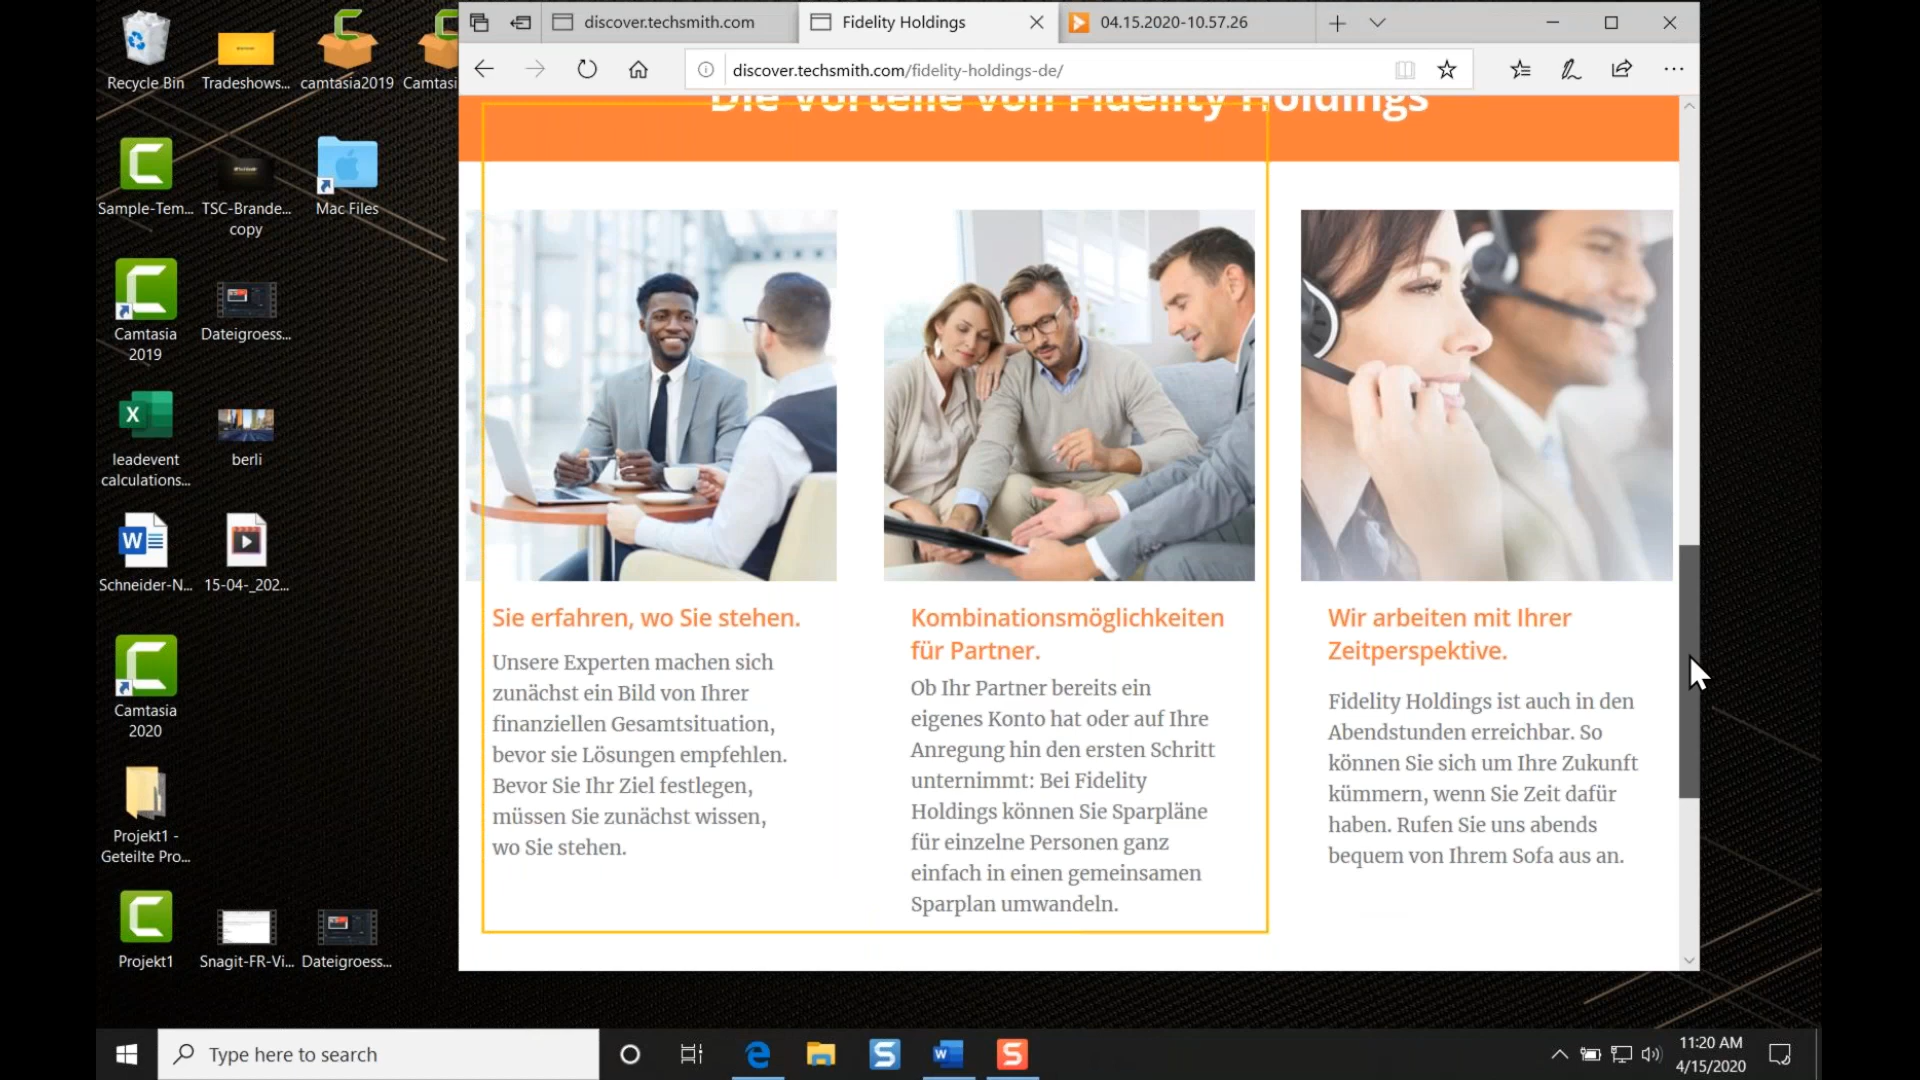 discover.techsmith.com
Fidelity Holdings
04.15.2020-10.57.26
discover.techsmith.com/fidelity-holdings-de/
Recycle Bin
Tradeshows...
camtasia2019
Camtasi
Sample-Tem...
TSC-Brande...
copy
Mac Files
Camtasia
2019
Dateigroess...
leadevent
calculations...
berli
Schneider-N...
15-04-_202...
Camtasia
2020
Projekt1 -
Geteilte Pro...
Projekt1
Snagit-FR-Vi...
Dateigroess...
Die Vorteile von Fidelity Holdings
Sie erfahren, wo Sie stehen.
Unsere Experten machen sich
zunächst ein Bild von Ihrer
finanziellen Gesamtsituation,
bevor sie Lösungen empfehlen.
Bevor Sie Ihr Ziel festlegen,
müssen Sie zunächst wissen,
wo Sie stehen.
Kombinationsmöglichkeiten
für Partner.
Ob Ihr Partner bereits ein
eigenes Konto hat oder auf Ihre
Anregung hin den ersten Schritt
unternimmt: Bei Fidelity
Holdings können Sie Sparpläne
für einzelne Personen ganz
einfach in einen gemeinsamen
Sparplan umwandeln.
Wir arbeiten mit Ihrer
Zeitperspektive.
Fidelity Holdings ist auch in den
Abendstunden erreichbar. So
können Sie sich um Ihre Zukunft
kümmern, wenn Sie Zeit dafür
haben. Rufen Sie uns abends
bequem von Ihrem Sofa aus an.
Type here to search
11:20 AM
4/15/2020